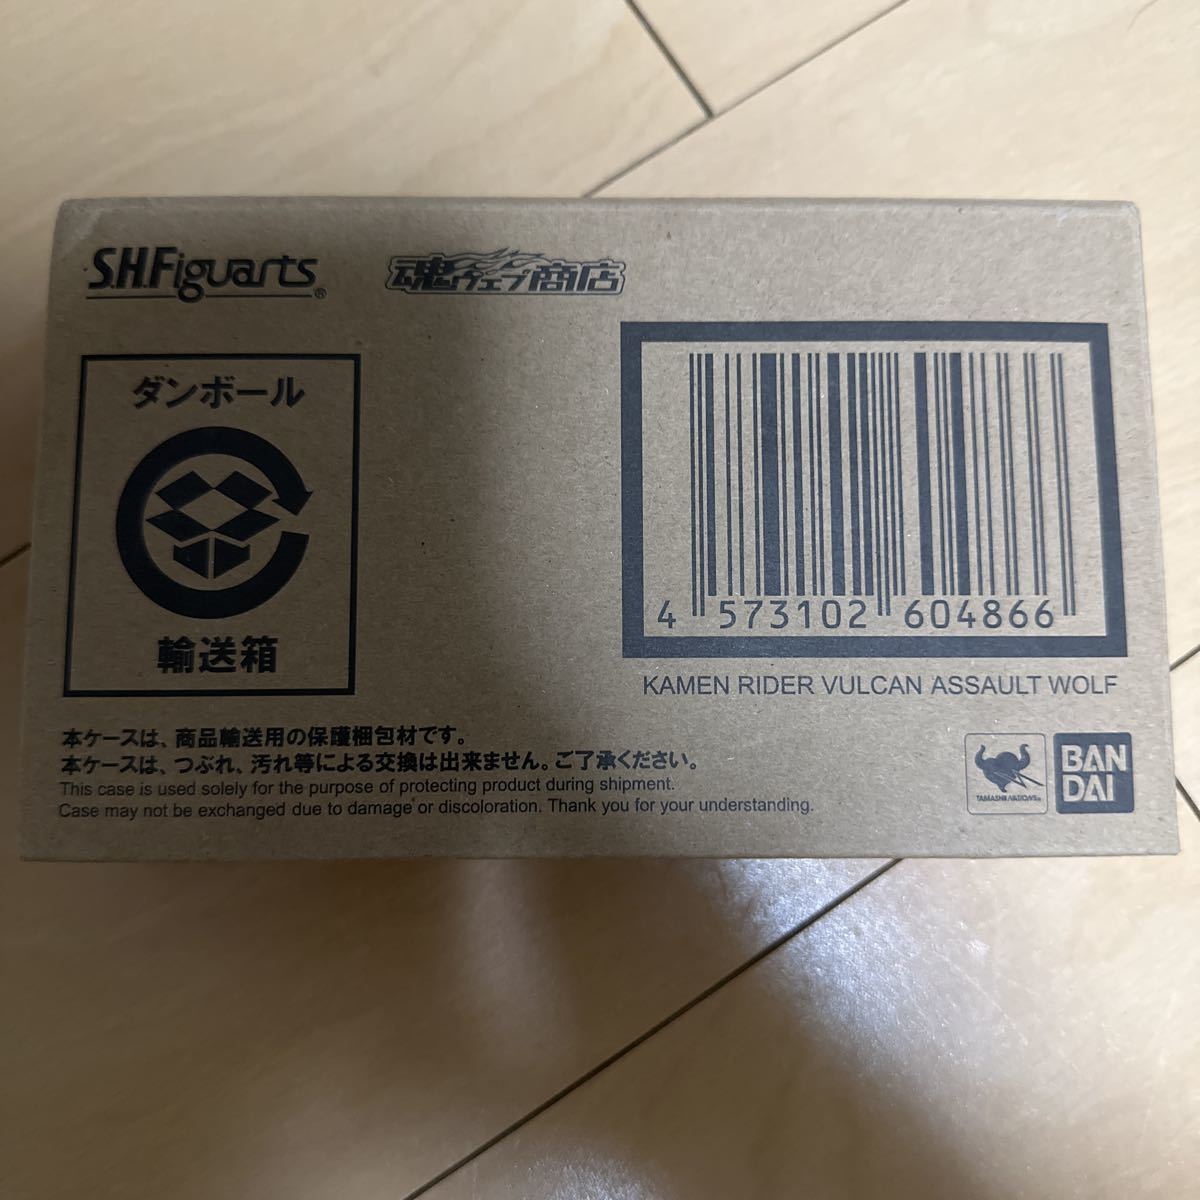 S.H.Figuarts®
魂ウェブ商店
ダンボール
輸送箱
4 573102 604866
KAMEN RIDER VULCAN ASSAULT WOLF
本ケースは、商品輸送用の保護梱包材です。
本ケースは、つぶれ、汚れ等による交換は出来ません。ご了承ください。
This case is used solely for the purpose of protecting product during shipment.
Case may not be exchanged due to damage or discoloration. Thank you for your understanding.
TAMASHII NATIONS
BAN
DAI